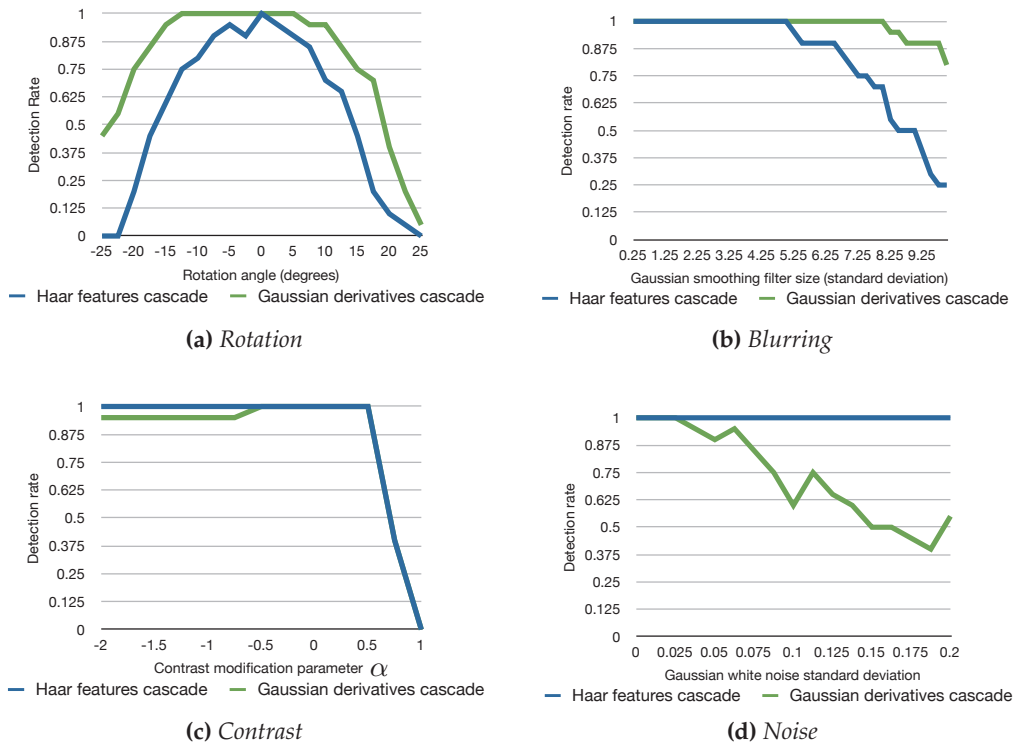 1
0.875
0.75
0.625
0.5
0.375
0.25
0.125
0
Detection Rate
-25 -20 -15 -10 -5 0 5 10 15 20 25
Rotation angle (degrees)
Haar features cascade Gaussian derivatives cascade
(a) Rotation
1
0.875
0.75
0.625
0.5
0.375
0.25
0.125
0
Detection rate
0.25 1.25 2.25 3.25 4.25 5.25 6.25 7.25 8.25 9.25
Gaussian smoothing filter size (standard deviation)
Haar features cascade Gaussian derivatives cascade
(b) Blurring
1
0.875
0.75
0.625
0.5
0.375
0.25
0.125
0
Detection rate
-2 -1.5 -1 -0.5 0 0.5 1
Contrast modification parameter α
Haar features cascade Gaussian derivatives cascade
(c) Contrast
1
0.875
0.75
0.625
0.5
0.375
0.25
0.125
0
Detection rate
0 0.025 0.05 0.075 0.1 0.125 0.15 0.175 0.2
Gaussian white noise standard deviation
Haar features cascade Gaussian derivatives cascade
(d) Noise